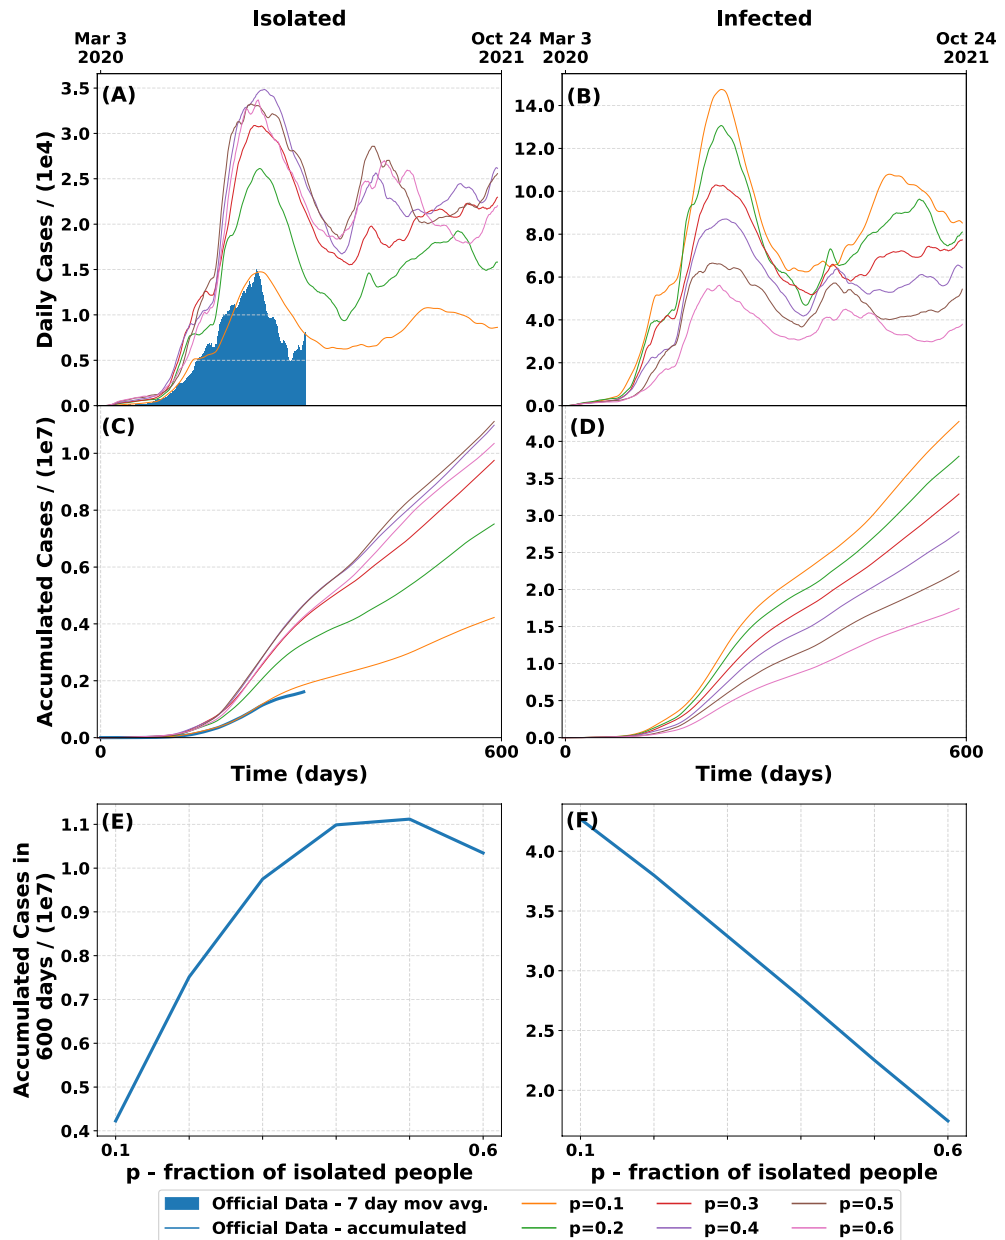 Isolated
Infected
Mar 3
2020
Oct 24
2021
Mar 3
2020
Oct 24
2021
(A)
3.5
3.0
2.5
2.0
1.5
1.0
0.5
0.0
Daily Cases / (1e4)
(B)
14.0
12.0
10.0
8.0
6.0
4.0
2.0
0.0
(C)
1.0
0.8
0.6
0.4
0.2
0.0
Accumulated Cases / (1e7)
0
600
Time (days)
(D)
4.0
3.5
3.0
2.5
2.0
1.5
1.0
0.5
0.0
0
600
Time (days)
(E)
1.1
1.0
0.9
0.8
0.7
0.6
0.5
0.4
Accumulated Cases in
600 days / (1e7)
0.1
0.6
p - fraction of isolated people
(F)
4.0
3.5
3.0
2.5
2.0
0.1
0.6
p - fraction of isolated people
Official Data - 7 day mov avg.
Official Data - accumulated
p=0.1
p=0.2
p=0.3
p=0.4
p=0.5
p=0.6